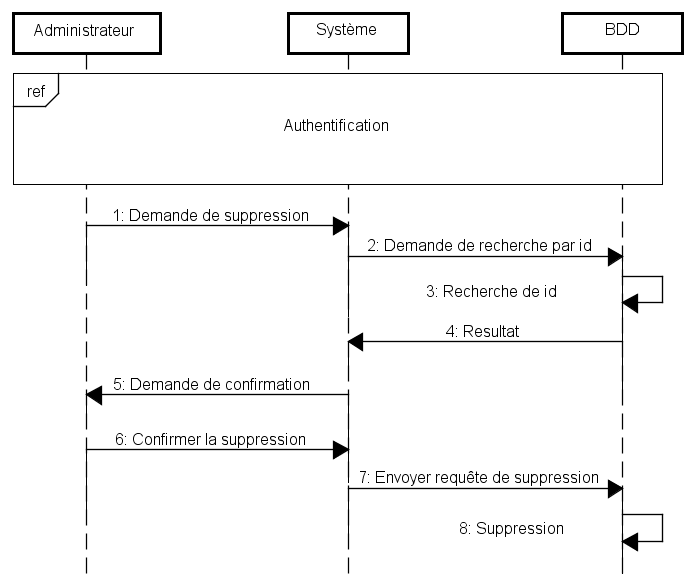 Administrateur
Système
BDD
ref
Authentification
1: Demande de suppression
2: Demande de recherche par id
3: Recherche de id
4: Resultat
5: Demande de confirmation
6: Confirmer la suppression
7: Envoyer requête de suppression
8: Suppression